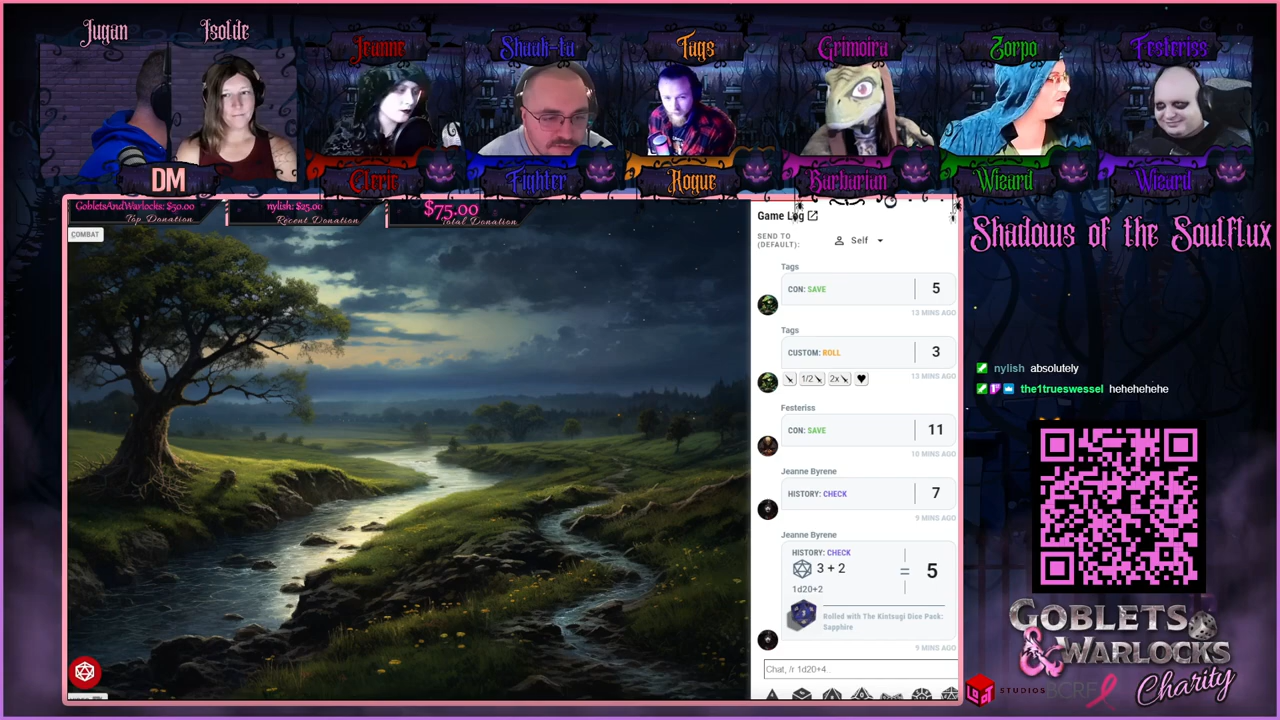 Jugan
Isolde
Jeanne
Shaak-tu
Tags
Grimoira
Zorpo
Festeriss
DM
Cleric
Fighter
Rogue
Barbarian
Wizard
Wizard
GobletsAndWarlocks: $50.00
Top Donation
nylish: $25.00
Recent Donation
$75.00
Total Donation
COMBAT
Game Log
SEND TO
(DEFAULT):
Self
Tags
CON: SAVE
5
13 MINS AGO
Tags
CUSTOM: ROLL
3
1/2
2x
13 MINS AGO
Festeriss
CON: SAVE
11
10 MINS AGO
Jeanne Byrene
HISTORY: CHECK
7
9 MINS AGO
Jeanne Byrene
HISTORY: CHECK
3 + 2
= 5
1d20+2
Rolled with The Kintsugi Dice Pack:
Sapphire
9 MINS AGO
Chat, /r 1d20+4..
Shadows of the Soulflux
nylish absolutely
the1trueswessel hehehehehe
GOBLETS
& WARLOCKS
Charity
STUDIOS
BCRF